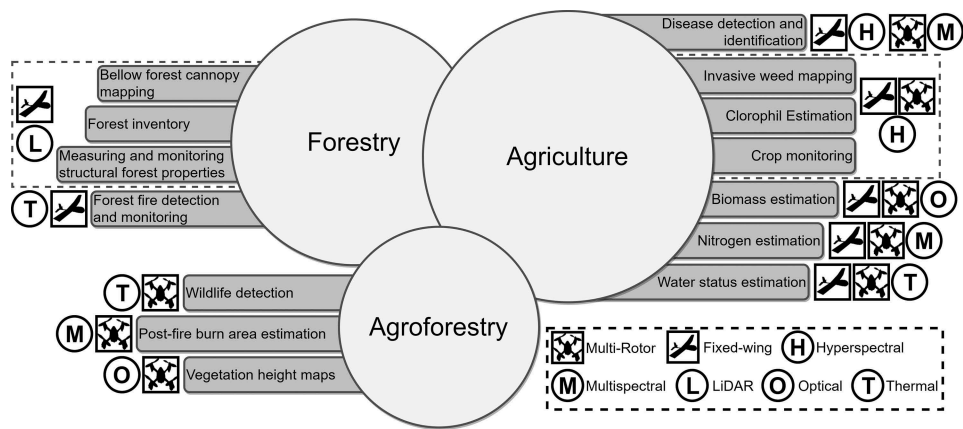 Disease detection and
identification
H
M
Bellow forest cannopy
mapping
Invasive weed mapping
Forest inventory
L
Forestry
Agriculture
Clorophil Estimation
H
Measuring and monitoring
structural forest properties
Crop monitoring
T
Forest fire detection
and monitoring
Biomass estimation
O
Nitrogen estimation
M
Water status estimation
T
T
Wildlife detection
M
Post-fire burn area estimation
Agroforestry
O
Vegetation height maps
Multi-Rotor
Fixed-wing
H Hyperspectral
M Multispectral
L LiDAR
O Optical
T Thermal